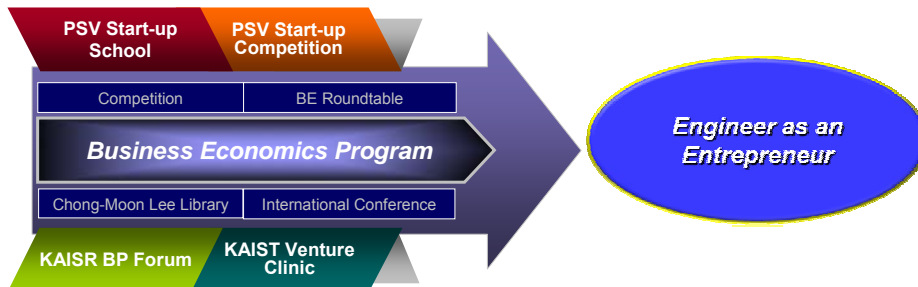 PSV Start-up
School
PSV Start-up
Competition
Competition
BE Roundtable
Business Economics Program
Chong-Moon Lee Library
International Conference
KAISR BP Forum
KAIST Venture
Clinic
Engineer as an
Entrepreneur